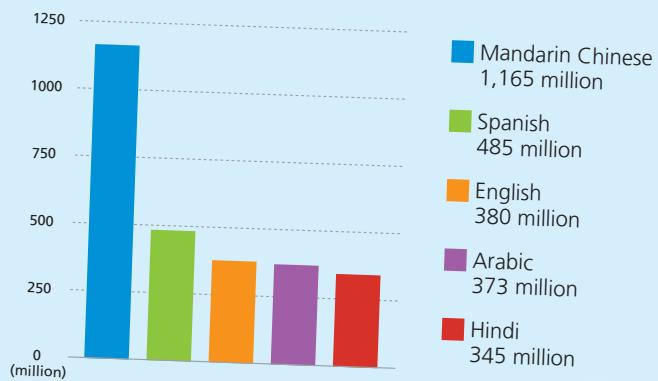 1250
1000
750
500
250
0
(million)
Mandarin Chinese
1,165 million
Spanish
485 million
English
380 million
Arabic
373 million
Hindi
345 million